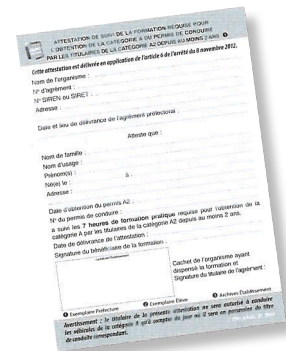 ATTESTATION DE SUIVI DE LA FORMATION REQUISE POUR
L'OBTENTION DE LA CATÉGORIE A DU PERMIS DE CONDUIRE
PAR LES TITULAIRES DE LA CATÉGORIE A2 DEPUIS AU MOINS 2 ANS
Cette attestation est délivrée en application de l'article 6 de l'arrêté du 8 novembre 2012.
Nom de l'organisme :
N° d'agrément :
N° SIREN ou SIRET :
Adresse :
Date et lieu de délivrance de l'agrément préfectoral :
Atteste que :
Nom de famille :
Nom d'usage :
Prénom(s) :
Né(e) le : à
Adresse :
Date d'obtention du permis A2 :
N° du permis de conduire :
a suivi les 7 heures de formation pratique requise pour l'obtention de la
catégorie A par les titulaires de la catégorie A2 depuis au moins 2 ans.
Date de délivrance de l'attestation :
Signature du bénéficiaire de la formation :
Cachet de l'organisme ayant
dispensé la formation et
Signature du titulaire de l'agrément :
❶ Exemplaire Préfecture ❷ Exemplaire Élève ❸ Archives Établissement
Avertissement : le titulaire de la présente attestation ne sera autorisé à conduire
les véhicules de la catégorie A qu'à compter du jour où il sera en possession du titre
de conduite correspondant.